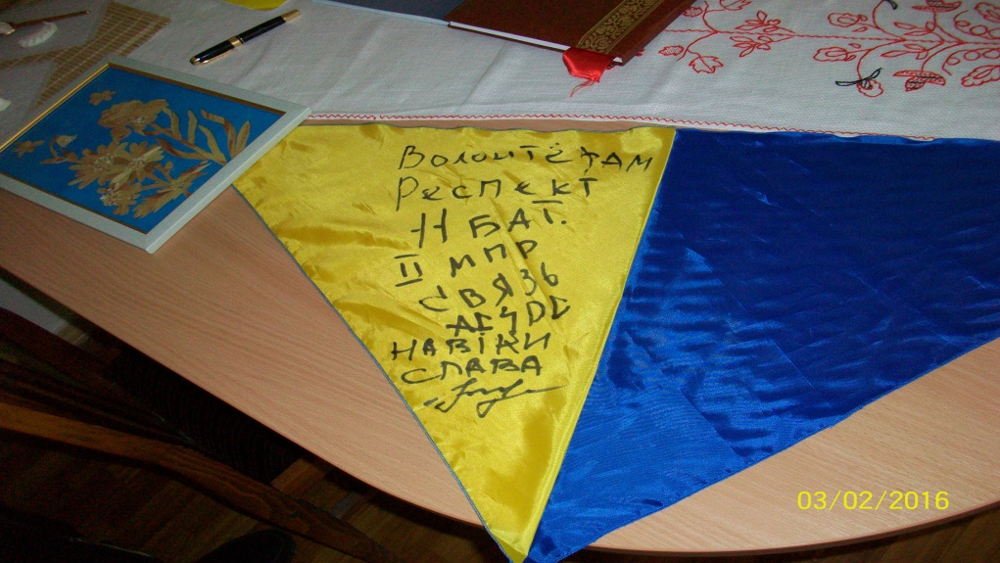 Волонтёрам
Респект
11 БАТ.
II МПР
СВЯЗЬ
НАВІКИ
СЛАВА
03/02/2016